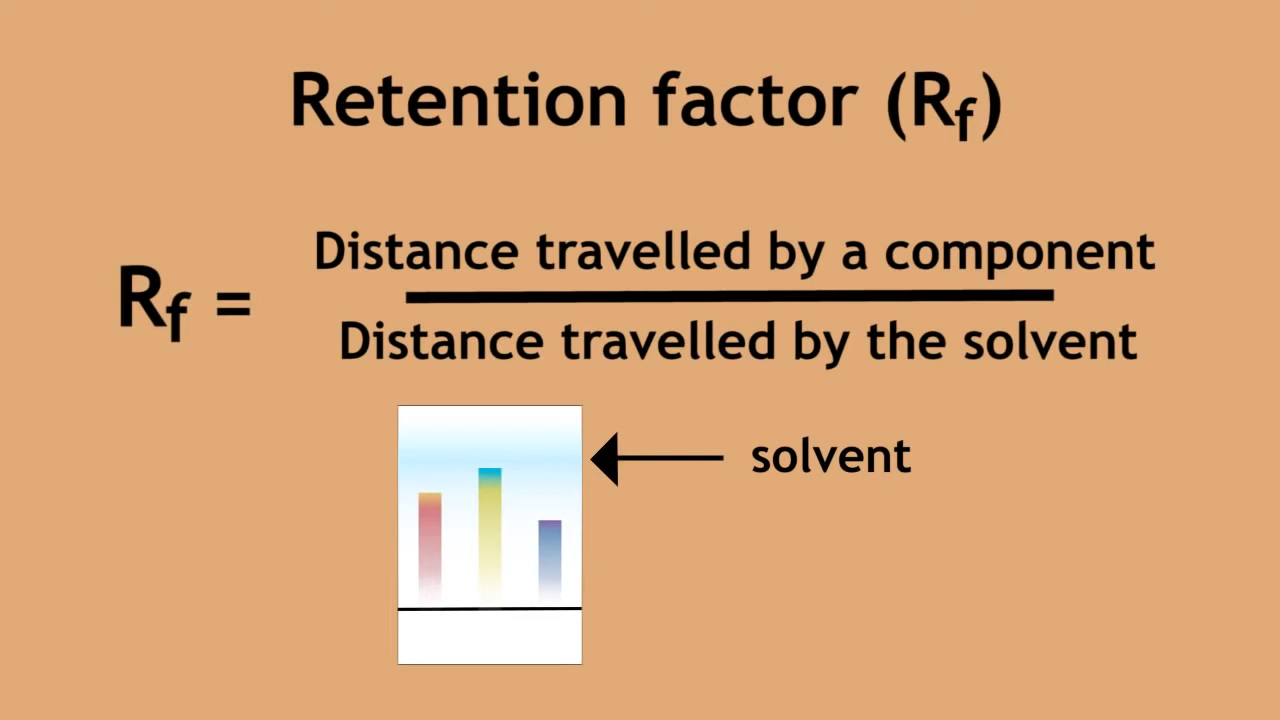 Retention factor (Rf)
Rf =
Distance travelled by a component
Distance travelled by the solvent
solvent